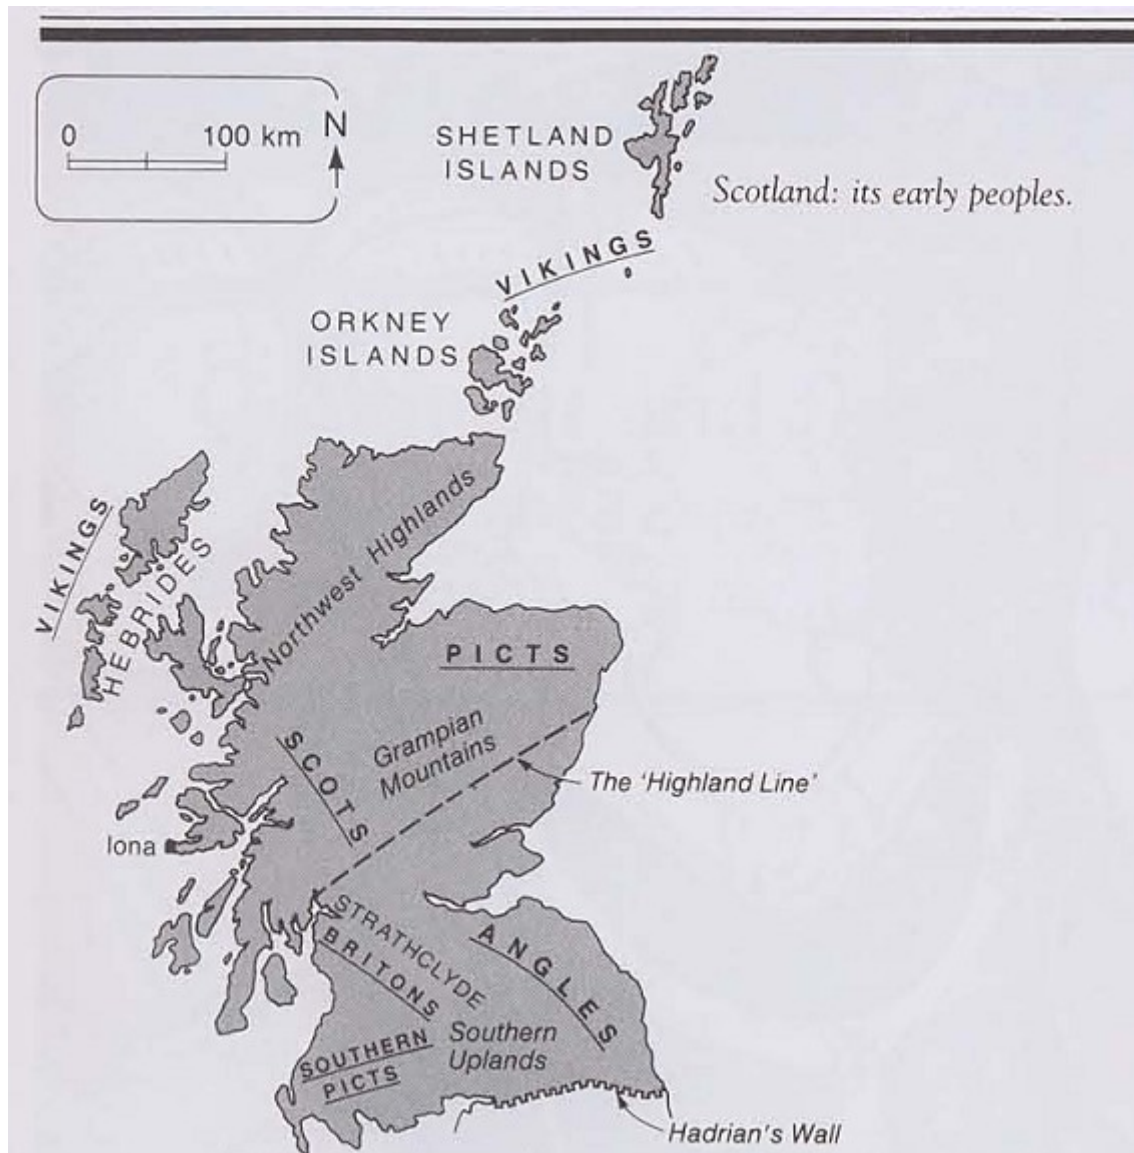 0 100 km N
SHETLAND
ISLANDS
Scotland: its early peoples.
VIKINGS
ORKNEY
ISLANDS
Northwest Highlands
VIKINGS
HEBRIDES
PICTS
Grampian
Mountains
SCOTS
The 'Highland Line'
Iona
STRATHCLYDE
BRITONS
ANGLES
Southern
Uplands
SOUTHERN
PICTS
Hadrian's Wall